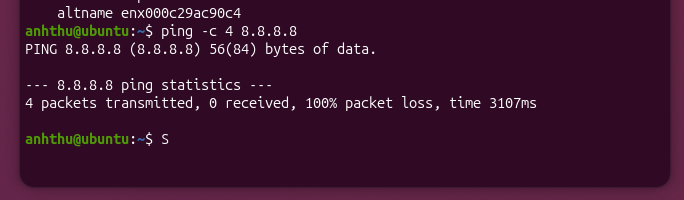 altname enx000c29ac90c4
anhthu@ubuntu:~$ ping -c 4 8.8.8.8
PING 8.8.8.8 (8.8.8.8) 56(84) bytes of data.
--- 8.8.8.8 ping statistics ---
4 packets transmitted, 0 received, 100% packet loss, time 3107ms
anhthu@ubuntu:~$ S